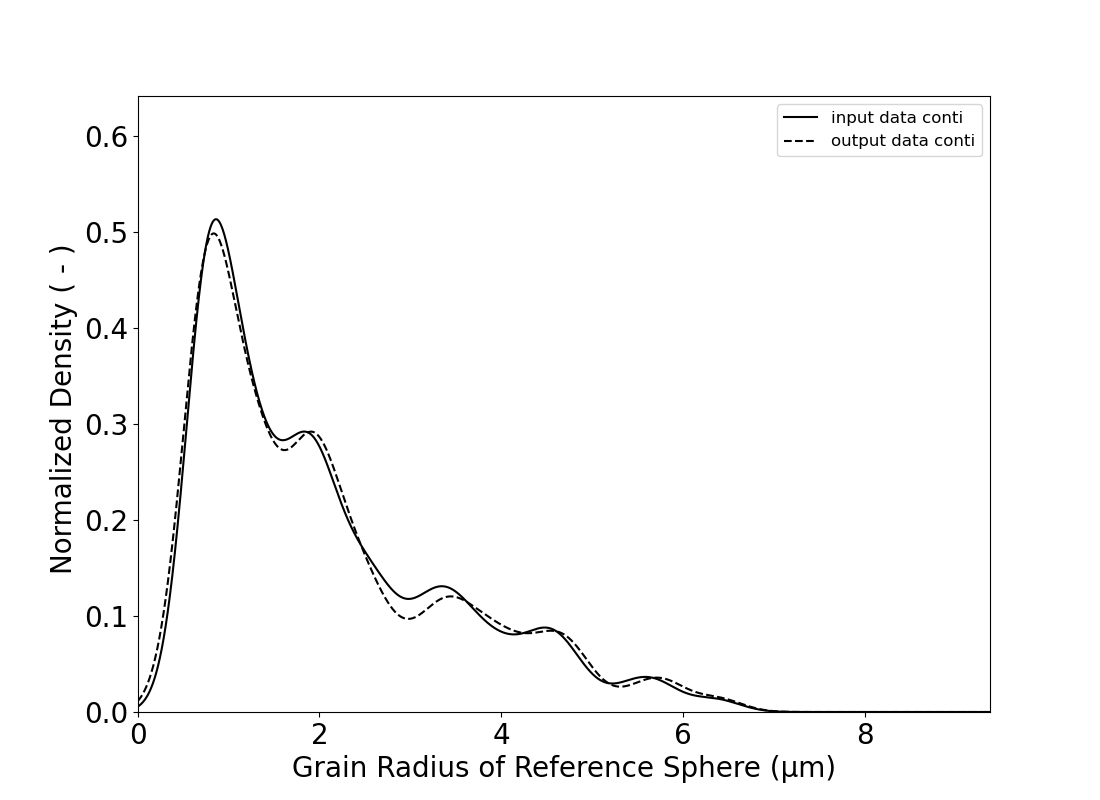 input data conti
output data conti
0.6
0.5
0.4
0.3
0.2
0.1
0.0
Normalized Density ( - )
0 2 4 6 8
Grain Radius of Reference Sphere (μm)